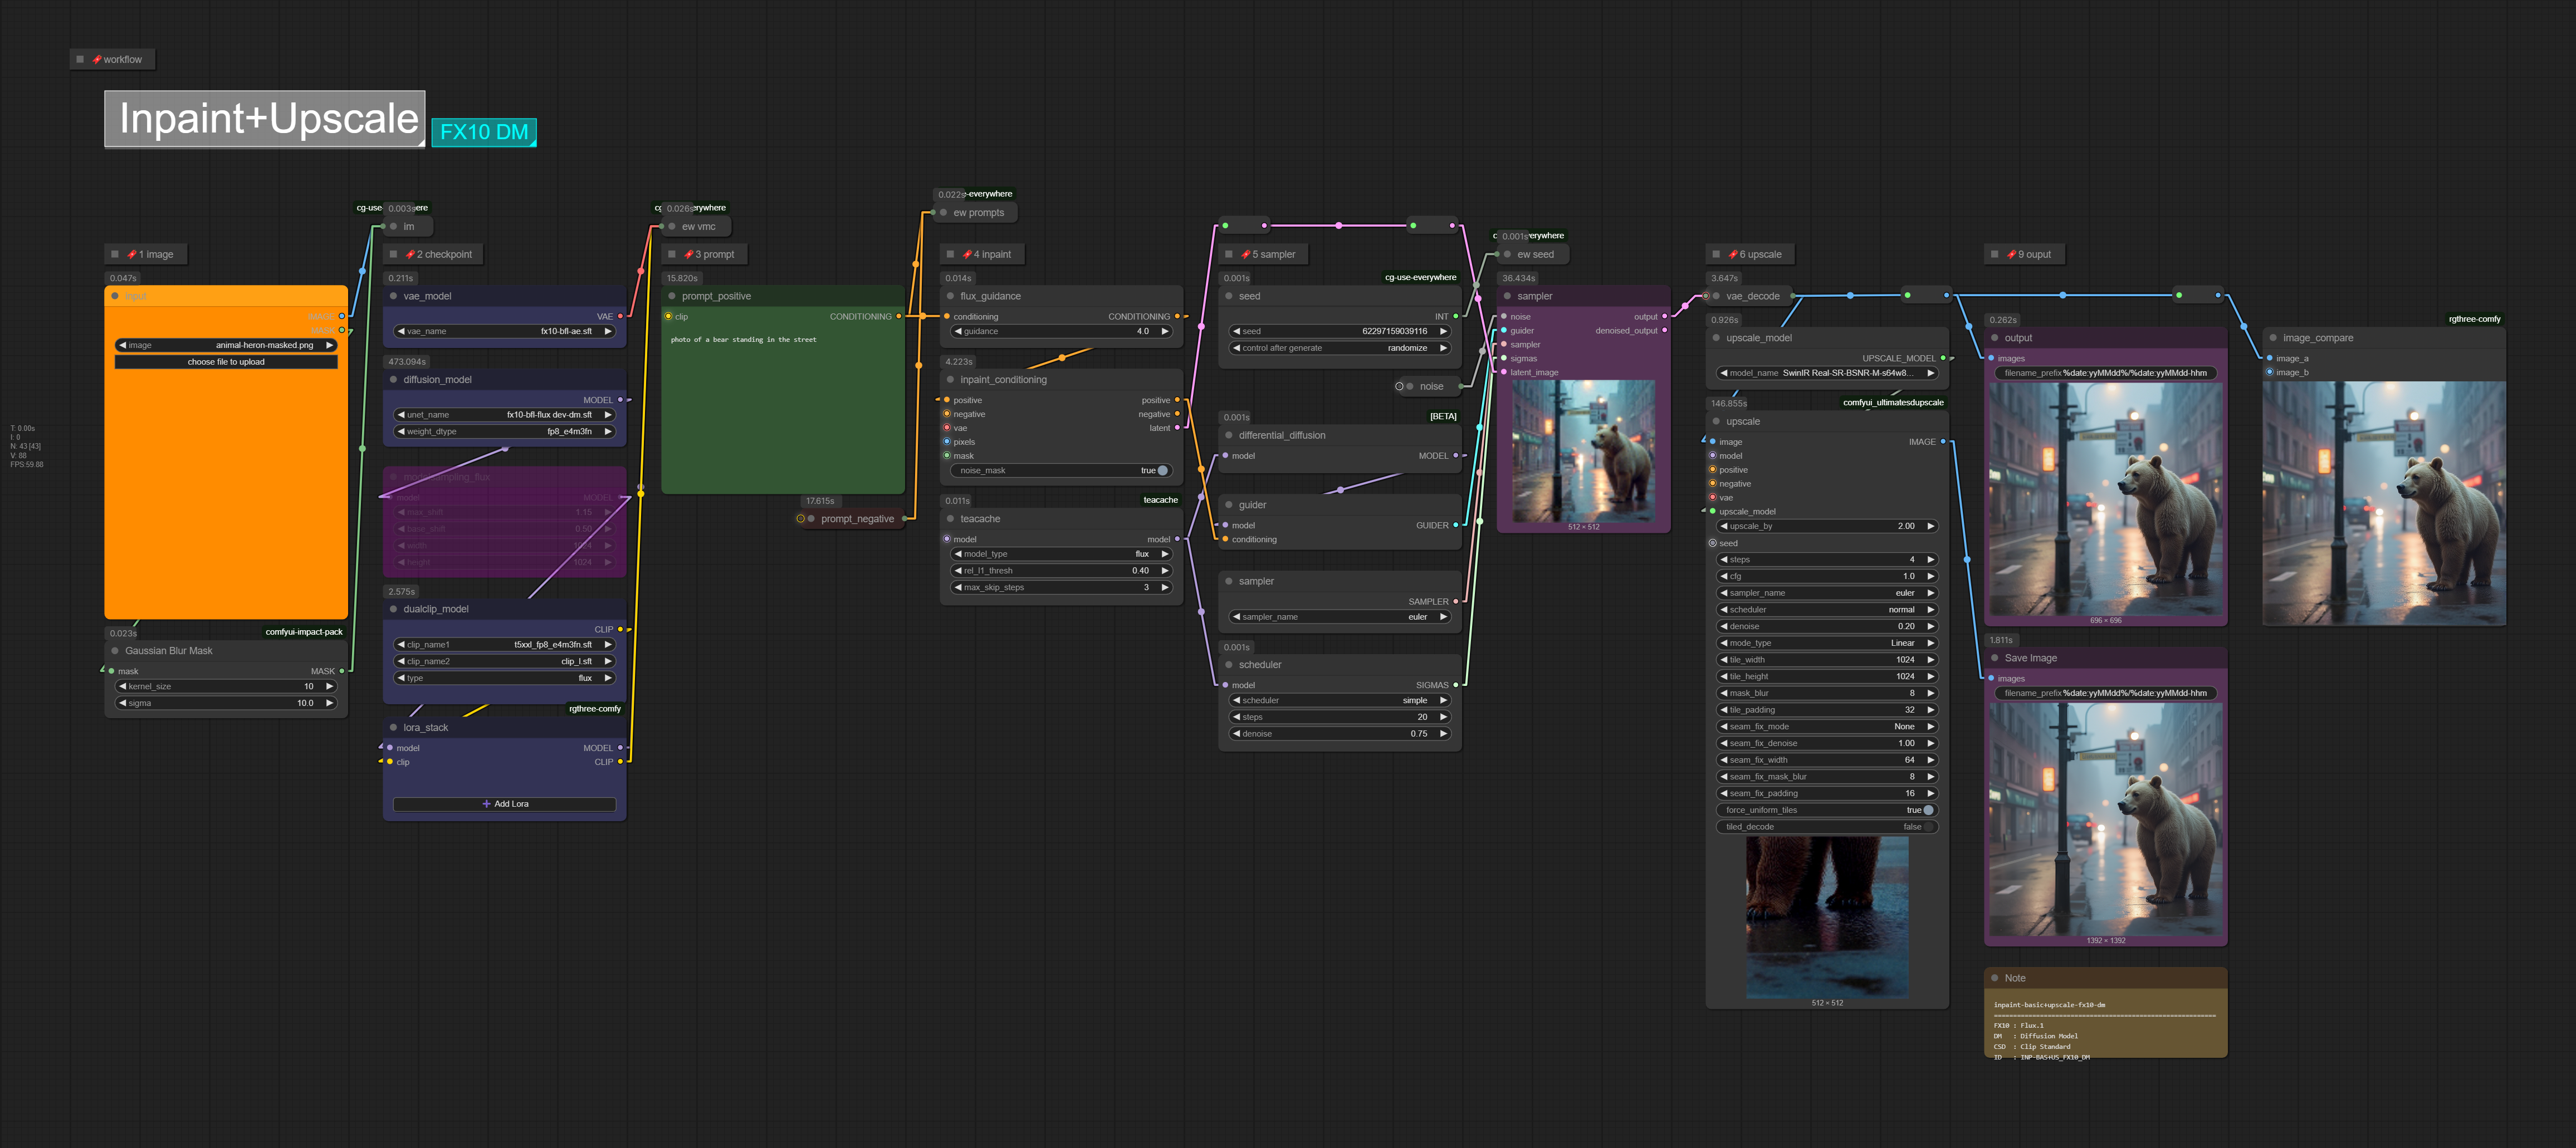 workflow
Inpaint+Upscale
FX10 DM
T: 0.00s
I: 0
N: 43 [43]
V: 88
FPS:59.88
1 image
0.047s
input
IMAGE
MASK
image animal-heron-masked.png
choose file to upload
0.023s comfyui-impact-pack
Gaussian Blur Mask
mask MASK
kernel_size 10
sigma 10.0
0.003s
im
2 checkpoint
0.211s
vae_model
VAE
vae_name fx10-bfl-ae.sft
473.094s
diffusion_model
MODEL
unet_name fx10-bfl-flux dev-dm.sft
weight_dtype fp8_e4m3fn
model_sampling_flux
model MODEL
max_shift 1.15
base_shift 0.50
width 1024
height 1024
2.575s
dualclip_model
CLIP
clip_name1 t5xxl_fp8_e4m3fn.sft
clip_name2 clip_l.sft
type flux
rgthree-comfy
lora_stack
model MODEL
clip CLIP
Add Lora
0.026s
ew vmc
3 prompt
15.820s
prompt_positive
clip CONDITIONING
photo of a bear standing in the street
17.615s
prompt_negative
0.022s
ew prompts
4 inpaint
0.014s
flux_guidance
conditioning CONDITIONING
guidance 4.0
4.223s
inpaint_conditioning
positive positive
negative negative
vae latent
pixels
mask
noise_mask true
0.011s teacache
teacache
model model
model_type flux
rel_l1_thresh 0.40
max_skip_steps 3
5 sampler
0.001s cg-use-everywhere
seed
INT
seed 62297159039116
control after generate randomize
noise
0.001s [BETA]
differential_diffusion
model MODEL
guider
model GUIDER
conditioning
sampler
SAMPLER
sampler_name euler
0.001s
scheduler
model SIGMAS
scheduler simple
steps 20
denoise 0.75
0.001s
ew seed
36.434s
sampler
noise output
guider denoised_output
sampler
sigmas
latent_image
512 × 512
6 upscale
3.647s
vae_decode
0.926s
upscale_model
UPSCALE_MODEL
model_name SwinIR Real-SR-BSNR-M-s64w8...
146.855s comfyui_ultimatesdupscale
upscale
image IMAGE
model
positive
negative
vae
upscale_model
upscale_by 2.00
seed
steps 4
cfg 1.0
sampler_name euler
scheduler normal
denoise 0.20
mode_type Linear
tile_width 1024
tile_height 1024
mask_blur 8
tile_padding 32
seam_fix_mode None
seam_fix_denoise 1.00
seam_fix_width 64
seam_fix_mask_blur 8
seam_fix_padding 16
force_uniform_tiles true
tiled_decode false
512 × 512
9 ouput
0.262s
output
images
filename_prefix %date:yyMMdd%/%date:yyMMdd-hhm
696 × 696
1.811s
Save Image
images
filename_prefix %date:yyMMdd%/%date:yyMMdd-hhm
1392 × 1392
Note
inpaint-basic+upscale-fx10-dm
FX10 : Flux.1
DM : Diffusion Model
CSD : Clip Standard
ID : INP-BAS+US_FX10_DM
rgthree-comfy
image_compare
image_a
image_b